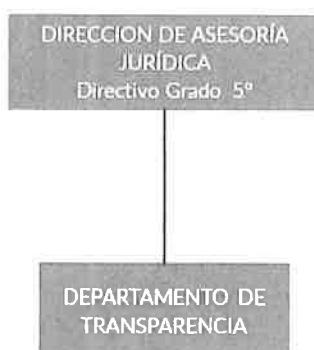 DIRECCION DE ASESORÍA
JURÍDICA
Directivo Grado 5º
DEPARTAMENTO DE
TRANSPARENCIA